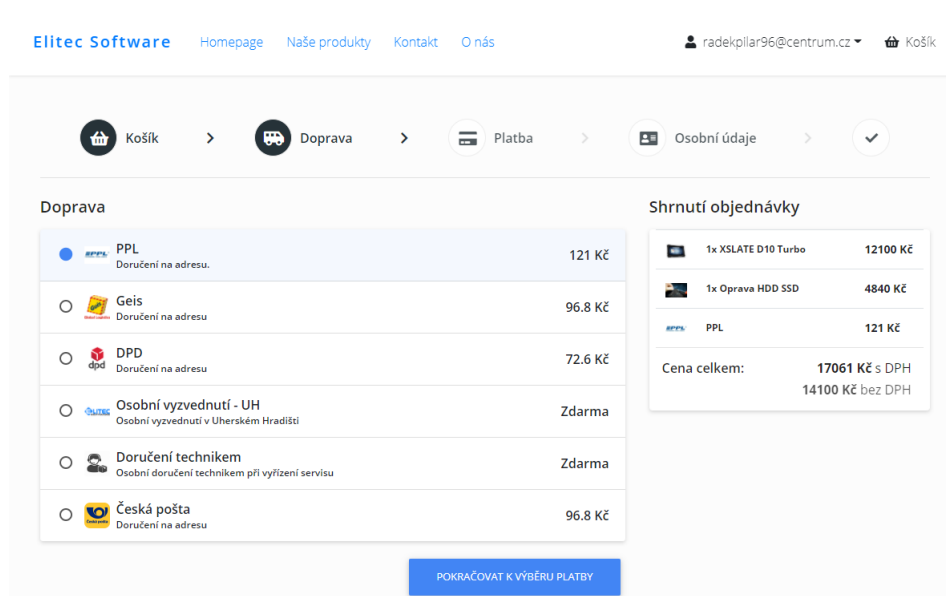 Elitec Software Homepage Naše produkty Kontakt O nás radekpilar96@centrum.cz Košík
Košík Doprava Platba Osobní údaje
Doprava
PPL
Doručení na adresu.
121 Kč
Geis
Doručení na adresu
96.8 Kč
dpd
DPD
Doručení na adresu
72.6 Kč
Osobní vyzvednutí - UH
Osobní vyzvednutí v Uherském Hradišti
Zdarma
Doručení technikem
Osobní doručení technikem při vyřízení servisu
Zdarma
Česká pošta
Doručení na adresu
96.8 Kč
POKRAČOVAT K VÝBĚRU PLATBY
Shrnutí objednávky
1x XSLATE D10 Turbo 12100 Kč
1x Oprava HDD SSD 4840 Kč
PPL 121 Kč
Cena celkem: 17061 Kč s DPH
14100 Kč bez DPH